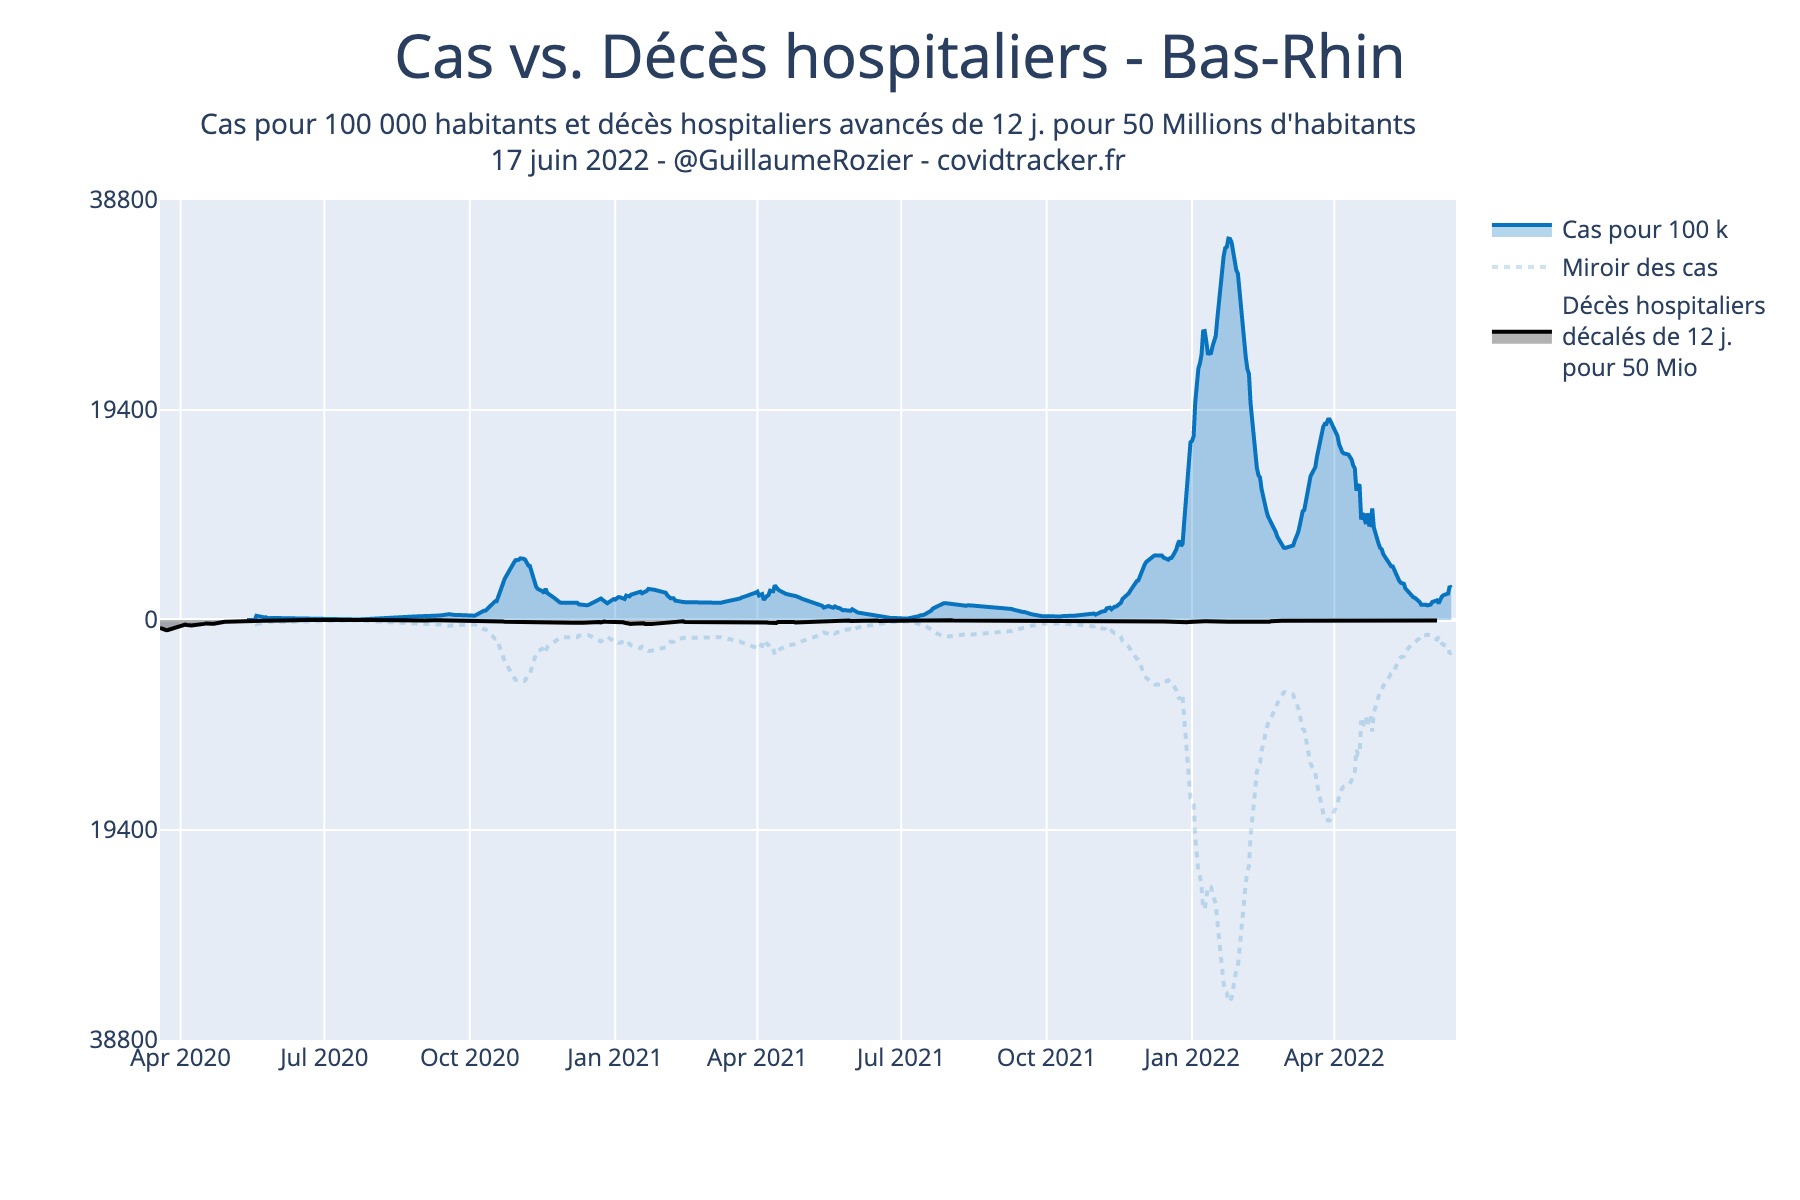 Cas vs. Décès hospitaliers - Bas-Rhin
Cas pour 100 000 habitants et décès hospitaliers avancés de 12 j. pour 50 Millions d'habitants
17 juin 2022 - @GuillaumeRozier - covidtracker.fr
38800
19400
0
19400
38800
Apr 2020 Jul 2020 Oct 2020 Jan 2021 Apr 2021 Jul 2021 Oct 2021 Jan 2022 Apr 2022
Cas pour 100 k
Miroir des cas
Décès hospitaliers
décalés de 12 j.
pour 50 Mio